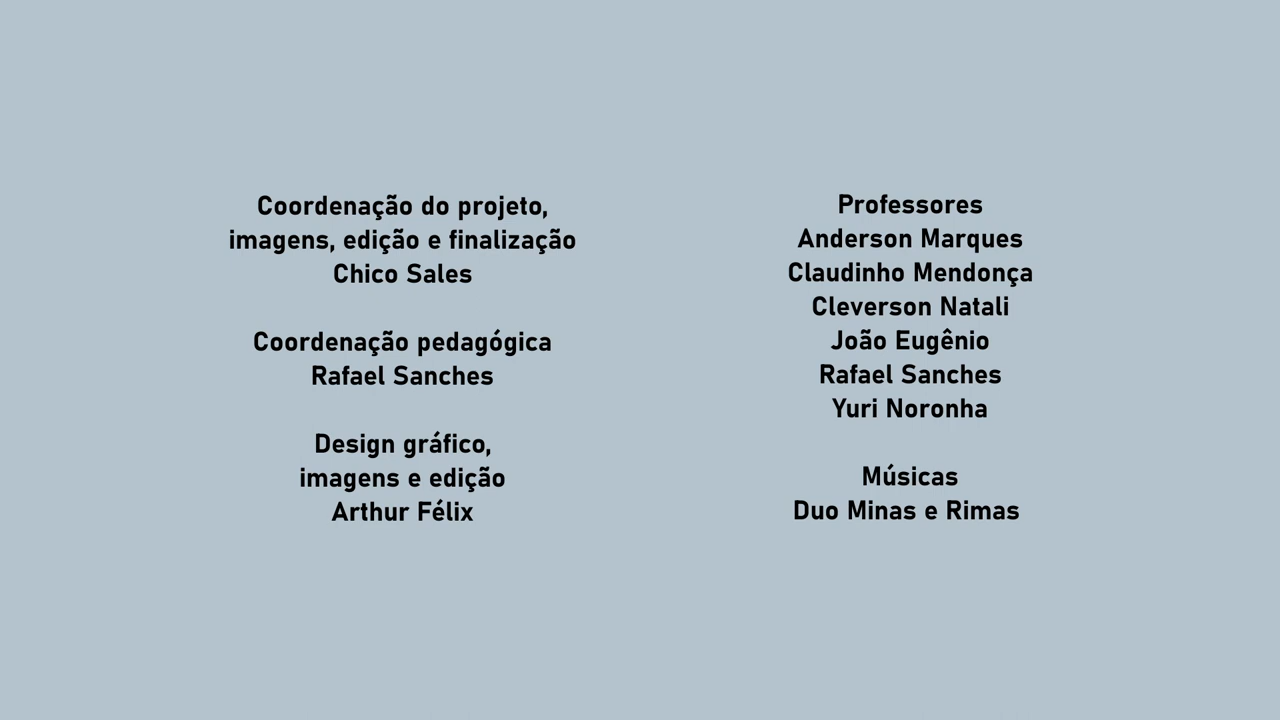 Coordenação do projeto,
imagens, edição e finalização
Chico Sales
Coordenação pedagógica
Rafael Sanches
Design gráfico,
imagens e edição
Arthur Félix
Professores
Anderson Marques
Claudinho Mendonça
Cleverson Natali
João Eugênio
Rafael Sanches
Yuri Noronha
Músicas
Duo Minas e Rimas